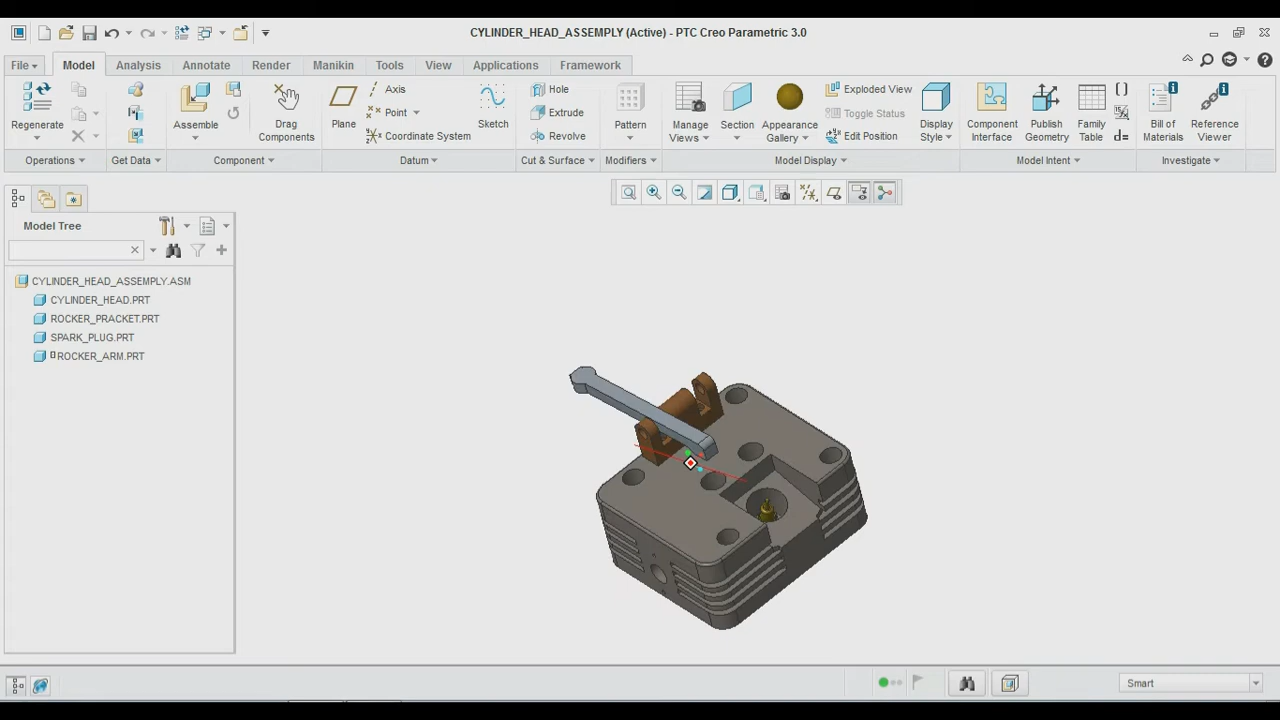 CYLINDER_HEAD_ASSEMPLY (Active) - PTC Creo Parametric 3.0
File Model Analysis Annotate Render Manikin Tools View Applications Framework
Regenerate
Assemble
Drag Components
Plane
Axis
Point
Coordinate System
Sketch
Hole
Extrude
Revolve
Pattern
Manage Views
Section
Appearance Gallery
Exploded View
Toggle Status
Edit Position
Display Style
Component Interface
Publish Geometry
Family Table
Bill of Materials
Reference Viewer
Operations Get Data Component Datum Cut & Surface Modifiers Model Display Model Intent Investigate
Model Tree
CYLINDER_HEAD_ASSEMPLY.ASM
CYLINDER_HEAD.PRT
ROCKER_PRACKET.PRT
SPARK_PLUG.PRT
ROCKER_ARM.PRT
Smart